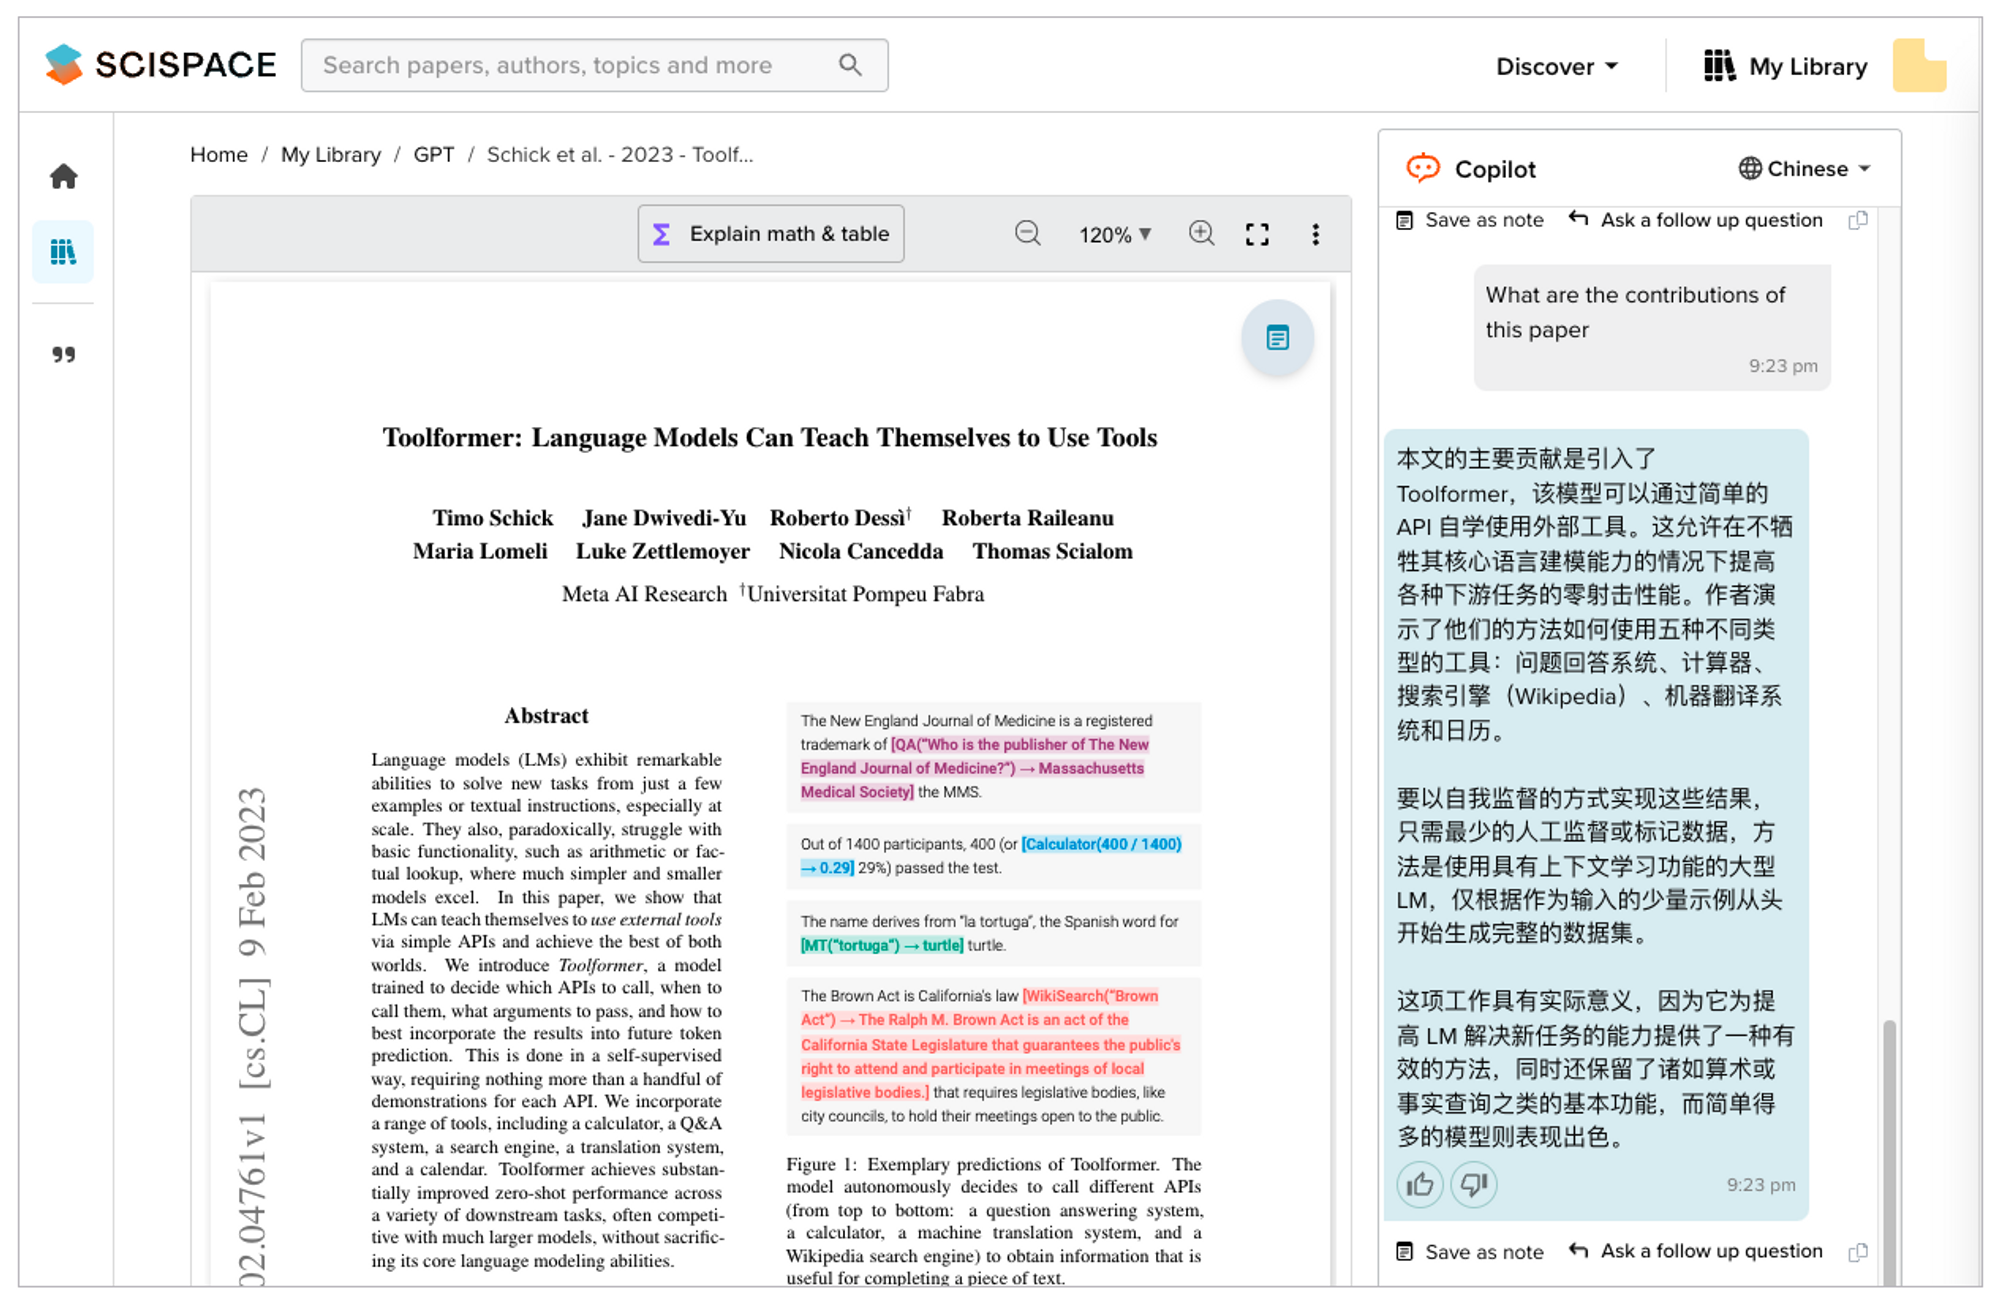 SCISPACE
Search papers, authors, topics and more
Discover
My Library
Home / My Library / GPT / Schick et al. - 2023 - Toolf...
Σ Explain math & table
120%
Toolformer: Language Models Can Teach Themselves to Use Tools
Timo Schick Jane Dwivedi-Yu Roberto Dessì† Roberta Raileanu
Maria Lomeli Luke Zettlemoyer Nicola Cancedda Thomas Scialom
Meta AI Research †Universitat Pompeu Fabra
02.04761v1 [cs.CL] 9 Feb 2023
Abstract
Language models (LMs) exhibit remarkable
abilities to solve new tasks from just a few
examples or textual instructions, especially at
scale. They also, paradoxically, struggle with
basic functionality, such as arithmetic or fac-
tual lookup, where much simpler and smaller
models excel. In this paper, we show that
LMs can teach themselves to use external tools
via simple APIs and achieve the best of both
worlds. We introduce Toolformer, a model
trained to decide which APIs to call, when to
call them, what arguments to pass, and how to
best incorporate the results into future token
prediction. This is done in a self-supervised
way, requiring nothing more than a handful of
demonstrations for each API. We incorporate
a range of tools, including a calculator, a Q&A
system, a search engine, a translation system,
and a calendar. Toolformer achieves substan-
tially improved zero-shot performance across
a variety of downstream tasks, often competi-
tive with much larger models, without sacrific-
ing its core language modeling abilities.
The New England Journal of Medicine is a registered
trademark of [QA("Who is the publisher of The New
England Journal of Medicine?") → Massachusetts
Medical Society] the MMS.
Out of 1400 participants, 400 (or [Calculator(400 / 1400)
→ 0.29] 29%) passed the test.
The name derives from "la tortuga", the Spanish word for
[MT("tortuga") → turtle] turtle.
The Brown Act is California's law [WikiSearch("Brown
Act") → The Ralph M. Brown Act is an act of the
California State Legislature that guarantees the public's
right to attend and participate in meetings of local
legislative bodies.] that requires legislative bodies, like
city councils, to hold their meetings open to the public.
Figure 1: Exemplary predictions of Toolformer. The
model autonomously decides to call different APIs
(from top to bottom: a question answering system,
a calculator, a machine translation system, and a
Wikipedia search engine) to obtain information that is
useful for completing a piece of text.
Copilot
Chinese
Save as note
Ask a follow up question
What are the contributions of
this paper
9:23 pm
本文的主要贡献是引入了
Toolformer，该模型可以通过简单的
API 自学使用外部工具。这允许在不牺
牲其核心语言建模能力的情况下提高
各种下游任务的零射击性能。作者演
示了他们的方法如何使用五种不同类
型的工具：问题回答系统、计算器、
搜索引擎（Wikipedia）、机器翻译系
统和日历。
要以自我监督的方式实现这些结果，
只需最少的人工监督或标记数据，方
法是使用具有上下文学习功能的大型
LM，仅根据作为输入的少量示例从头
开始生成完整的数据集。
这项工作具有实际意义，因为它为提
高 LM 解决新任务的能力提供了一种有
效的方法，同时还保留了诸如算术或
事实查询之类的基本功能，而简单得
多的模型则表现出色。
9:23 pm
Save as note
Ask a follow up question